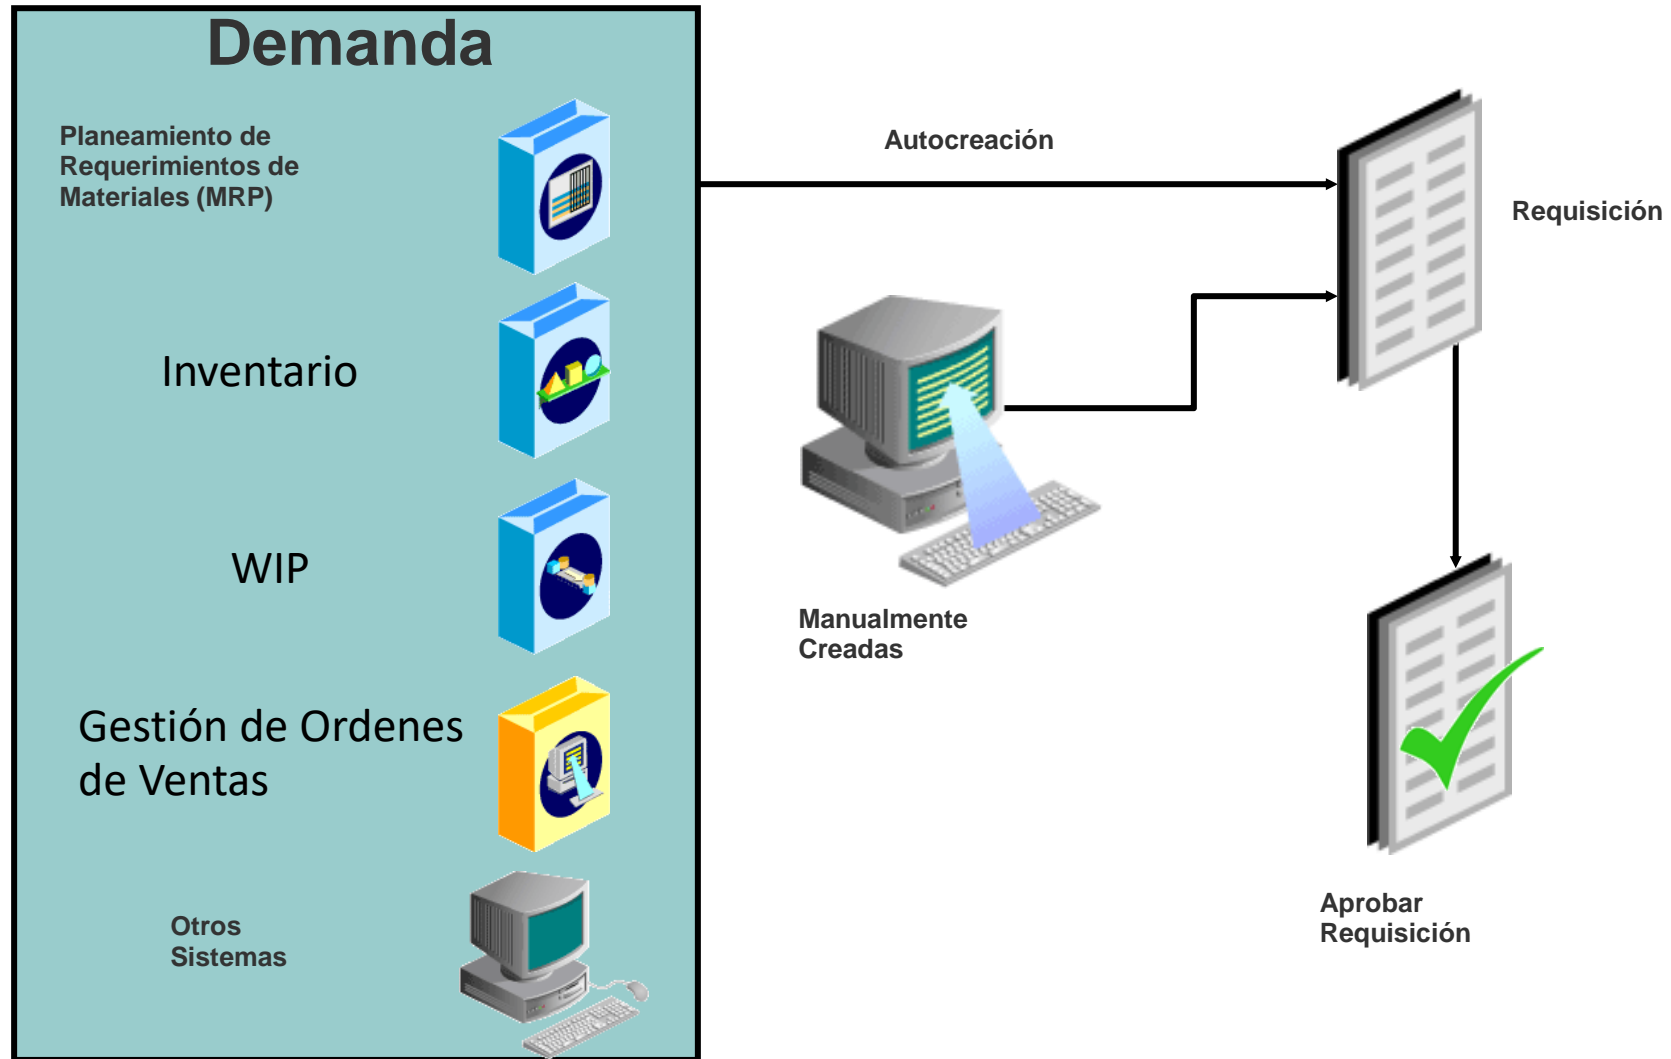 Demanda
Planeamiento de
Requerimientos de
Materiales (MRP)
Autocreación
Requisición
Inventario
WIP
Manualmente
Creadas
Gestión de Ordenes
de Ventas
Otros
Sistemas
Aprobar
Requisición